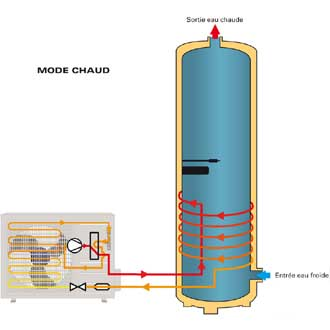 Sortie eau chaude
MODE CHAUD
Entrée eau froide